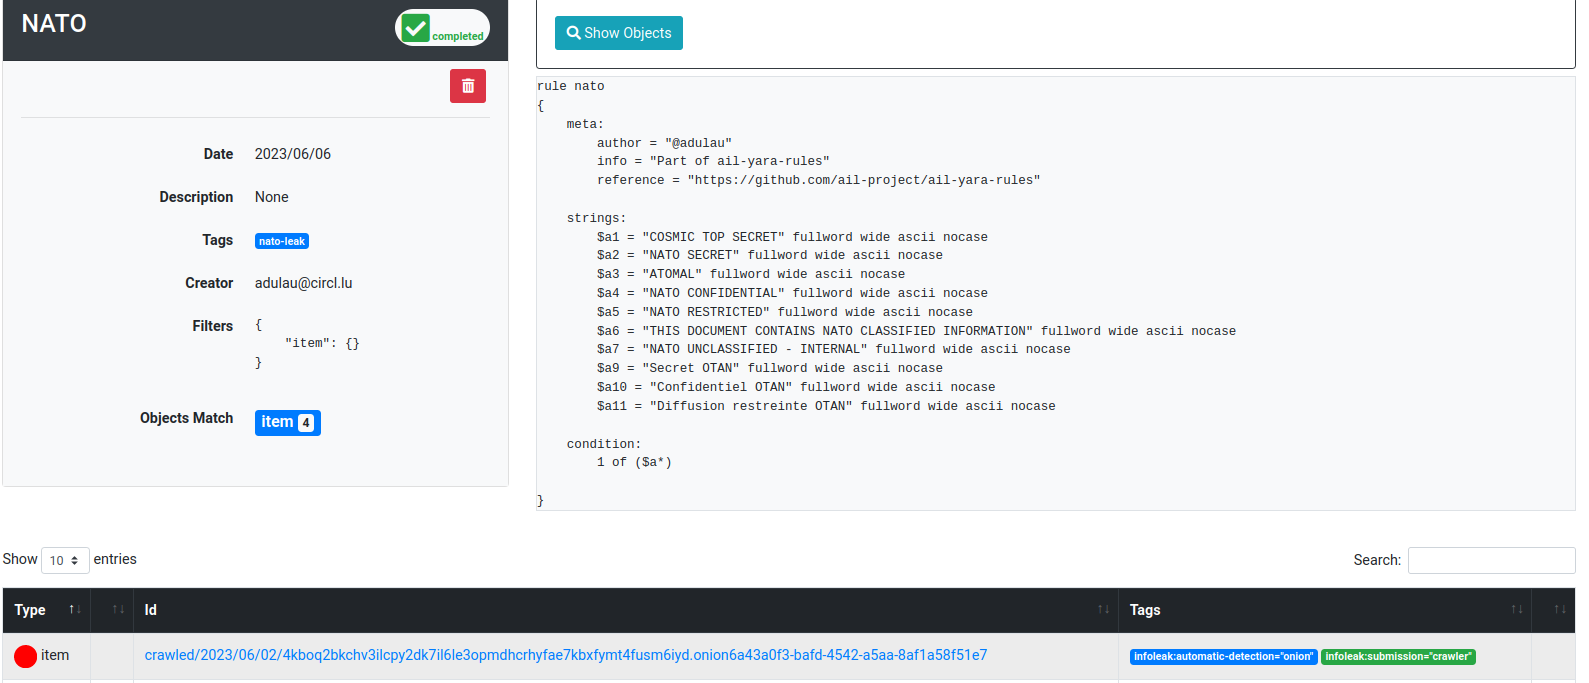 NATO
completed
Show Objects
Date 2023/06/06
Description None
Tags nato-leak
Creator adulau@circl.lu
Filters {
"item": {}
}
Objects Match item 4
rule nato
{
meta:
author = "@adulau"
info = "Part of ail-yara-rules"
reference = "https://github.com/ail-project/ail-yara-rules"
strings:
$a1 = "COSMIC TOP SECRET" fullword wide ascii nocase
$a2 = "NATO SECRET" fullword wide ascii nocase
$a3 = "ATOMAL" fullword wide ascii nocase
$a4 = "NATO CONFIDENTIAL" fullword wide ascii nocase
$a5 = "NATO RESTRICTED" fullword wide ascii nocase
$a6 = "THIS DOCUMENT CONTAINS NATO CLASSIFIED INFORMATION" fullword wide ascii nocase
$a7 = "NATO UNCLASSIFIED - INTERNAL" fullword wide ascii nocase
$a9 = "Secret OTAN" fullword wide ascii nocase
$a10 = "Confidentiel OTAN" fullword wide ascii nocase
$a11 = "Diffusion restreinte OTAN" fullword wide ascii nocase
condition:
1 of ($a*)
}
Show 10 entries
Search:
Type Id Tags
item crawled/2023/06/02/4kboq2bkchv3ilcpy2dk7il6le3opmdhcrhyfae7kbxfymt4fusm6iyd.onion6a43a0f3-bafd-4542-a5aa-8af1a58f51e7 infoleak:automatic-detection="onion" infoleak:submission="crawler"